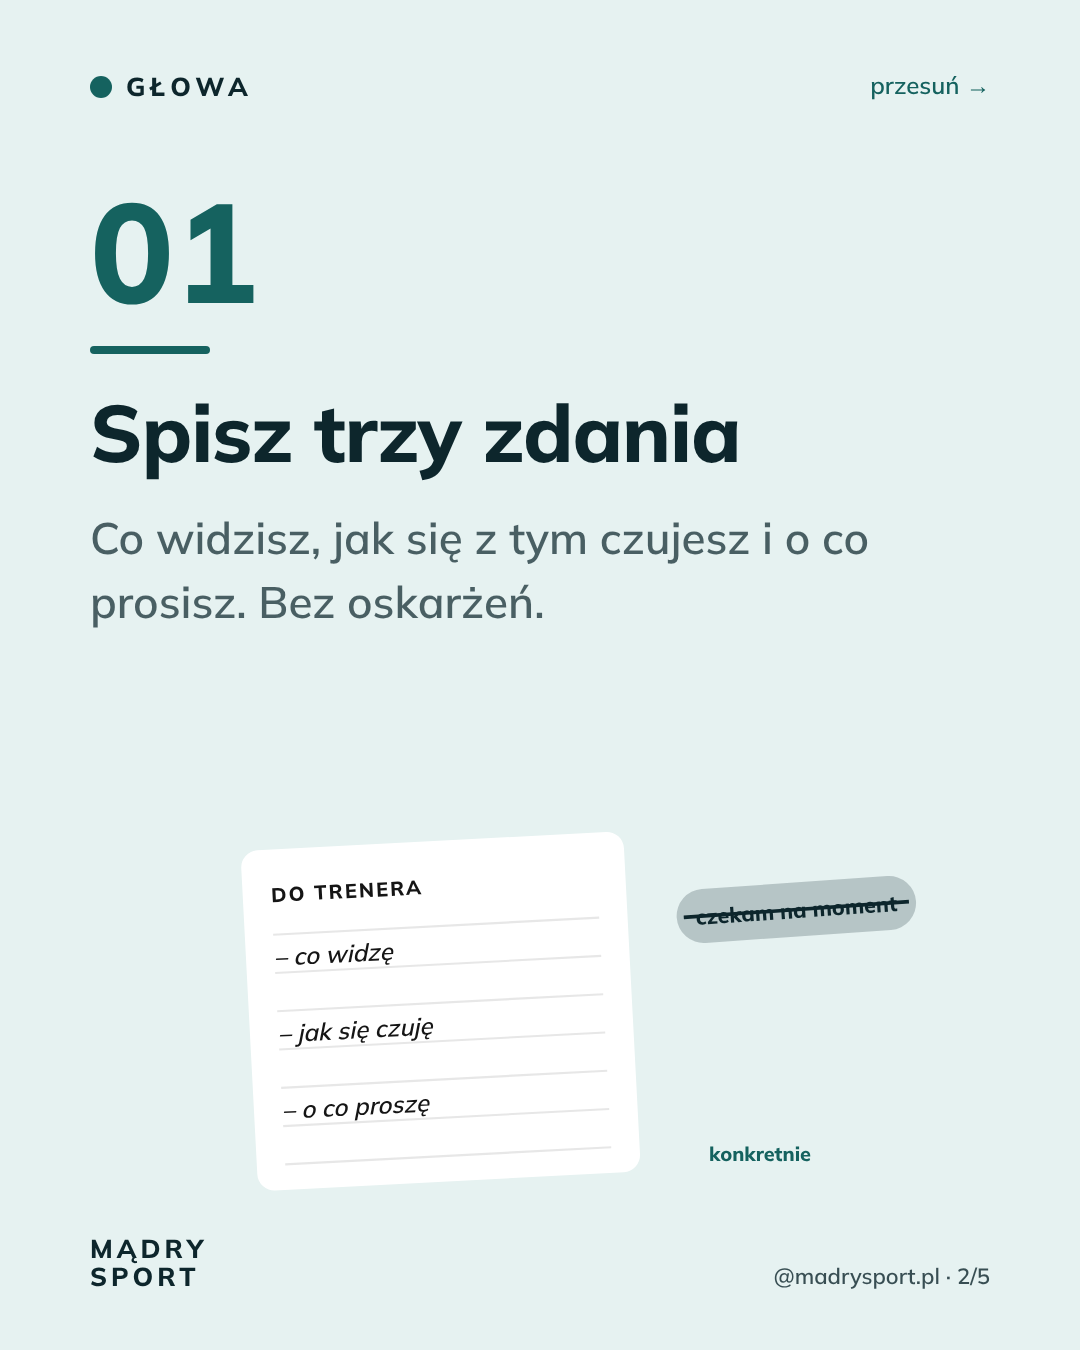 GŁOWA
przesuń →
01
Spisz trzy zdania
Co widzisz, jak się z tym czujesz i o co
prosisz. Bez oskarżeń.
DO TRENERA
– co widzę
– jak się czuję
– o co proszę
czekam na moment
konkretnie
MĄDRY
SPORT
@madrysport.pl · 2/5